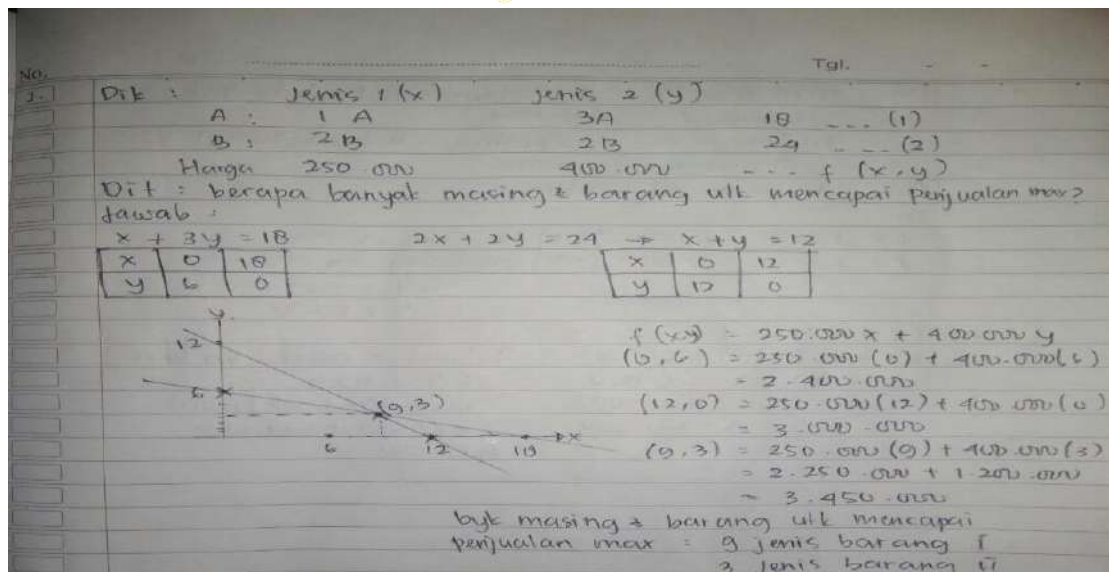 No. Tgl. - -
1. Dik : Jenis 1 (x) jenis 2 (y)
A : 1 A 3A 18 ... (1)
B : 2 B 2B 24 ... (2)
Harga 250.000 400.000 ... f (x,y)
Dit : berapa banyak masing2 barang utk mencapai penjualan max?
Jawab :
x + 3y = 18 2x + 2y = 24 → x + y = 12
x 0 18
y 6 0
x 0 12
y 12 0
y
12
6
(9,3)
6 12 18 x
f (x,y) = 250.000 x + 400.000 y
(0,6) = 250.000 (0) + 400.000 (6)
= 2.400.000
(12,0) = 250.000 (12) + 400.000 (0)
= 3.000.000
(9,3) = 250.000 (9) + 400.000 (3)
= 2.250.000 + 1.200.000
= 3.450.000
byk masing2 barang utk mencapai
penjualan max = 9 jenis barang I
3 jenis barang II